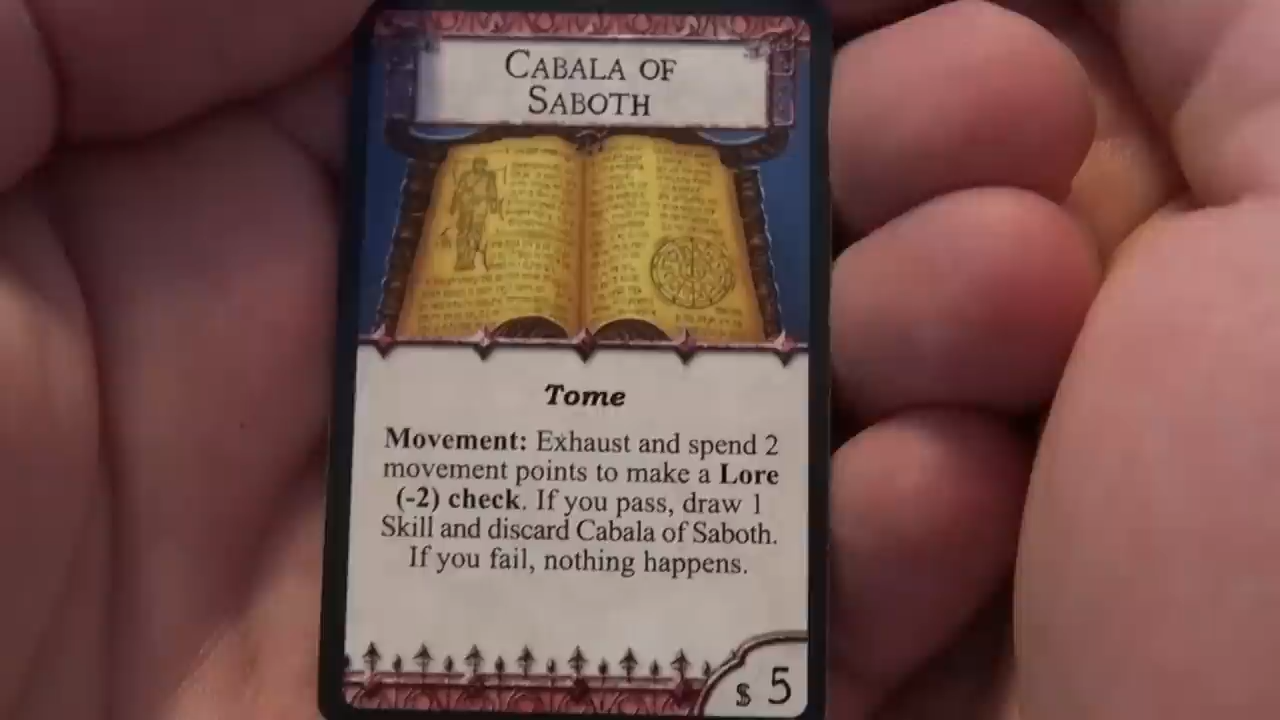 CABALA OF
SABOTH
Tome
Movement: Exhaust and spend 2
movement points to make a Lore
(-2) check. If you pass, draw 1
Skill and discard Cabala of Saboth.
If you fail, nothing happens.
$ 5